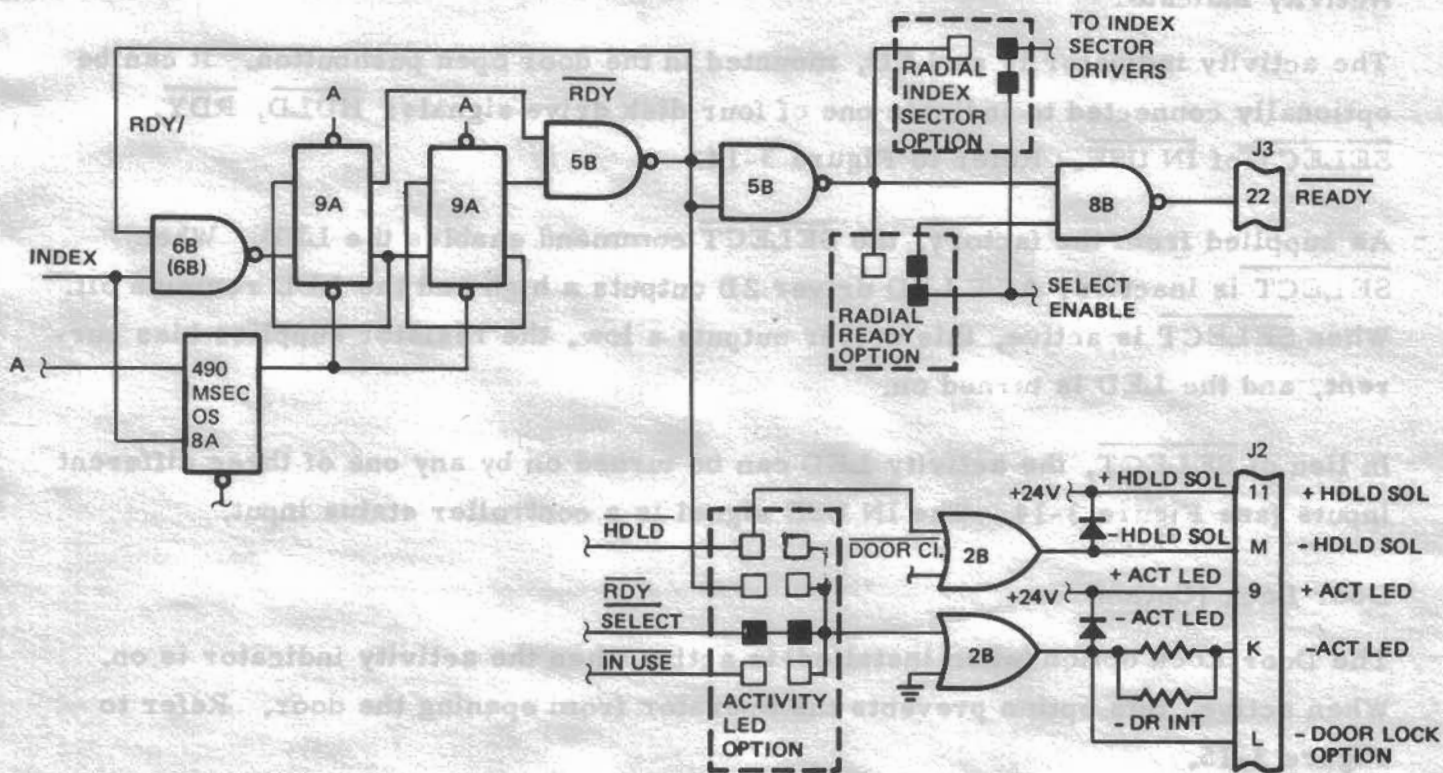 TO INDEX
SECTOR
DRIVERS
RADIAL
INDEX
SECTOR
OPTION
A
A
RDY
RDY/
5B
5B
9A
9A
8B
J3
22
READY
6B
(6B)
INDEX
SELECT
ENABLE
RADIAL
READY
OPTION
A
490
MSEC
OS
8A
J2
+24V
+ HDLD SOL
11
+ HDLD SOL
HDLD
DOOR CL
2B
-HDLD SOL
M
- HDLD SOL
+ ACT LED
9
+ ACT LED
RDY
+24V
SELECT
- ACT LED
K
-ACT LED
IN USE
2B
ACTIVITY
LED
OPTION
- DR INT
L
- DOOR LOCK
OPTION